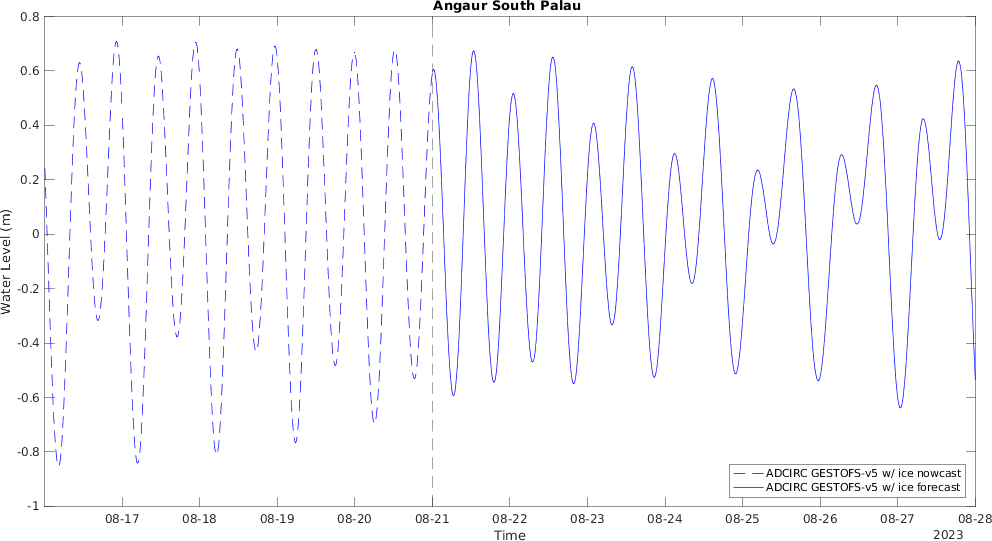 Angaur South Palau
0.8
0.6
0.4
0.2
0
-0.2
-0.4
-0.6
-0.8
-1
Water Level (m)
08-17 08-18 08-19 08-20 08-21 08-22 08-23 08-24 08-25 08-26 08-27 08-28
Time
2023
ADCIRC GESTOFS-v5 w/ ice nowcast
ADCIRC GESTOFS-v5 w/ ice forecast